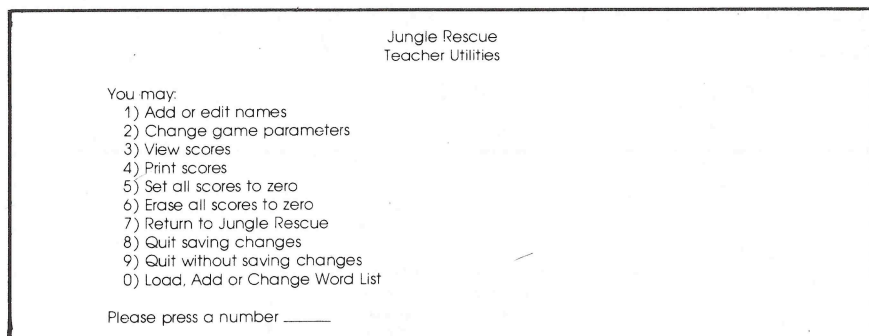 Jungle Rescue
Teacher Utilities
You may:
1) Add or edit names
2) Change game parameters
3) View scores
4) Print scores
5) Set all scores to zero
6) Erase all scores to zero
7) Return to Jungle Rescue
8) Quit saving changes
9) Quit without saving changes
0) Load, Add or Change Word List
Please press a number _____